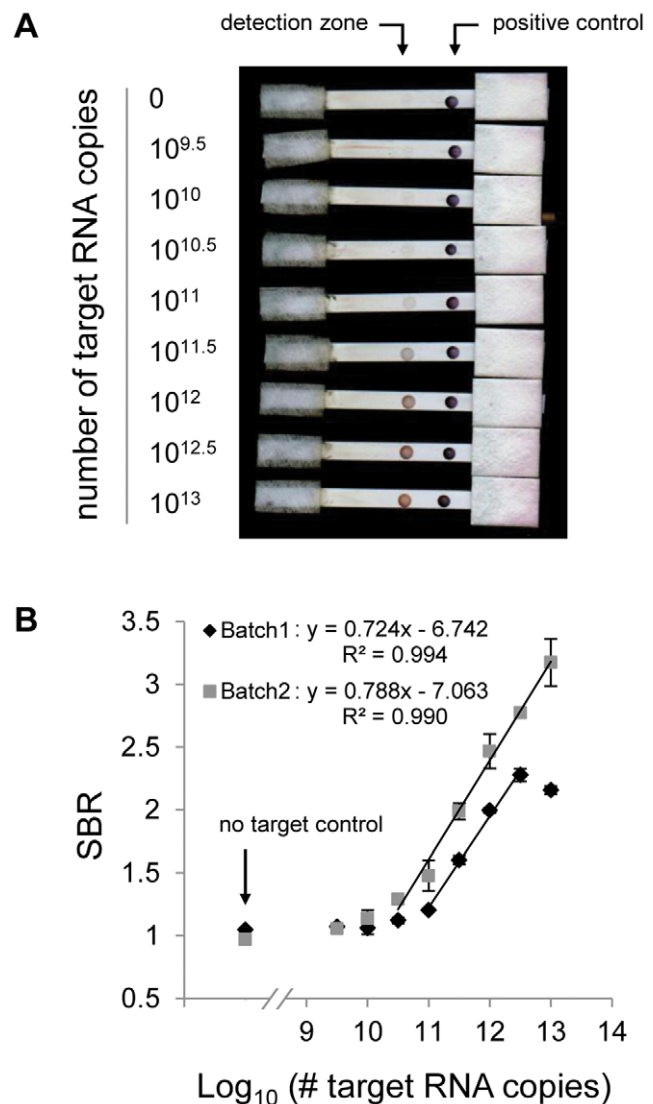 A
detection zone
positive control
number of target RNA copies
0
10^9.5
10^10
10^10.5
10^11
10^11.5
10^12
10^12.5
10^13
B
SBR
3.5
3
2.5
2
1.5
1
0.5
Batch1: y = 0.724x - 6.742
R² = 0.994
Batch2: y = 0.788x - 7.063
R² = 0.990
no target control
9 10 11 12 13 14
Log₁₀ (# target RNA copies)